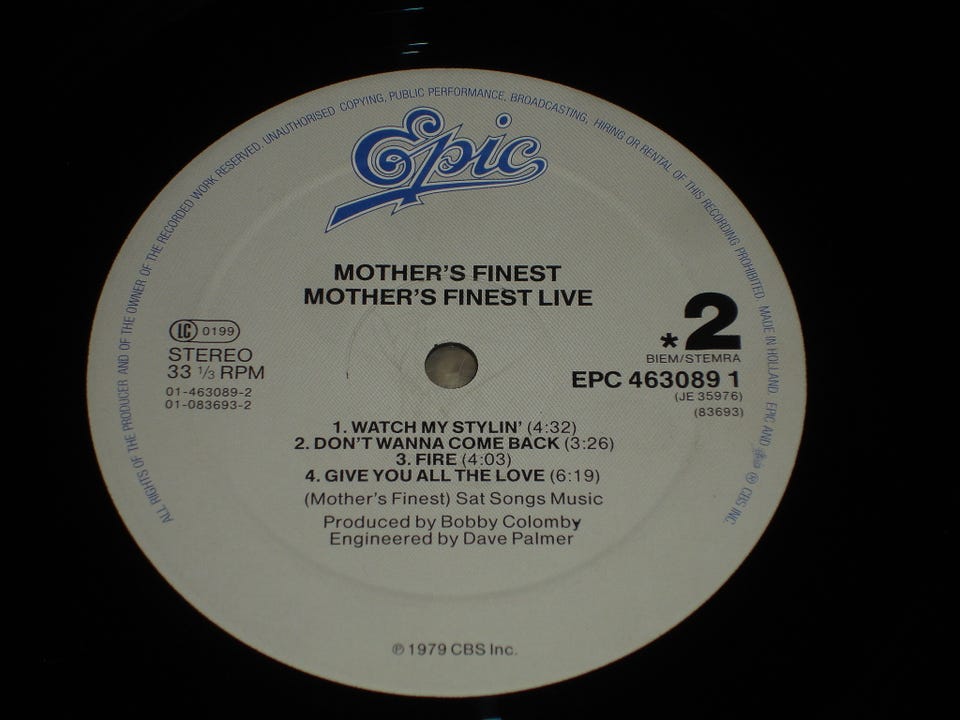 ALL RIGHTS OF THE PRODUCER AND OF THE OWNER OF THE RECORDED WORK RESERVED. UNAUTHORISED COPYING, PUBLIC PERFORMANCE, BROADCASTING, HIRING OR RENTAL OF THIS RECORDING PROHIBITED. MADE IN HOLLAND. EPIC AND Epic ℗ CBS INC.
Epic
MOTHER'S FINEST
MOTHER'S FINEST LIVE
LC 0199
STEREO
33 1/3 RPM
01-463089-2
01-083693-2
*2
BIEM/STEMRA
EPC 463089 1
(JE 35976)
(83693)
1. WATCH MY STYLIN' (4:32)
2. DON'T WANNA COME BACK (3:26)
3. FIRE (4:03)
4. GIVE YOU ALL THE LOVE (6:19)
(Mother's Finest) Sat Songs Music
Produced by Bobby Colomby
Engineered by Dave Palmer
℗ 1979 CBS Inc.